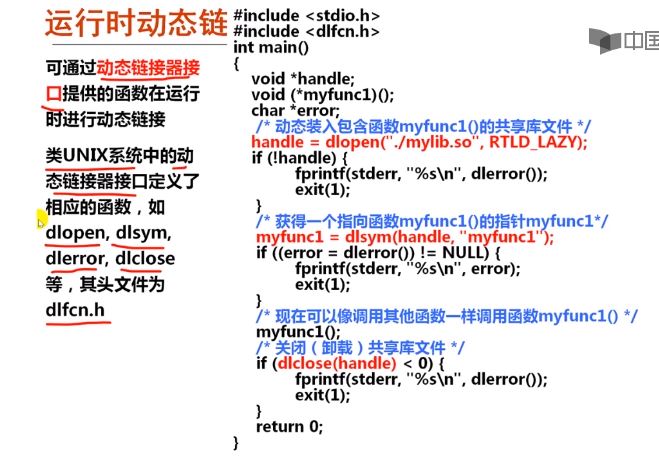 运行时动态链
可通过动态链接器接
口提供的函数在运行
时进行动态链接
类UNIX系统中的动
态链接器接口定义了
相应的函数，如
dlopen, dlsym,
dlerror, dlclose
等，其头文件为
dlfcn.h
#include <stdio.h>
#include <dlfcn.h>
int main()
{
void *handle;
void (*myfunc1)();
char *error;
/* 动态装入包含函数myfunc1()的共享库文件 */
handle = dlopen("./mylib.so", RTLD_LAZY);
if (!handle) {
fprintf(stderr, "%s\n", dlerror());
exit(1);
}
/* 获得一个指向函数myfunc1()的指针myfunc1*/
myfunc1 = dlsym(handle, "myfunc1");
if ((error = dlerror()) != NULL) {
fprintf(stderr, "%s\n", error);
exit(1);
}
/* 现在可以像调用其他函数一样调用函数myfunc1() */
myfunc1();
/* 关闭（卸载）共享库文件 */
if (dlclose(handle) < 0) {
fprintf(stderr, "%s\n", dlerror());
exit(1);
}
return 0;
}
中国